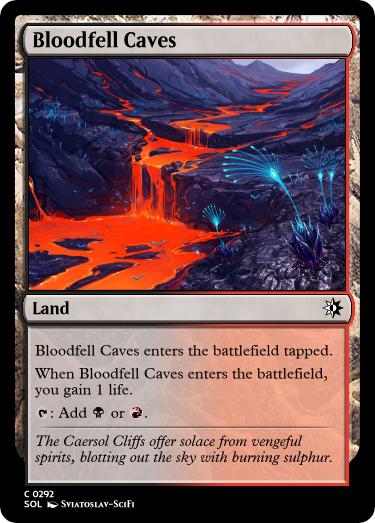 Bloodfell Caves
Land
Bloodfell Caves enters the battlefield tapped.
When Bloodfell Caves enters the battlefield,
you gain 1 life.
: Add or .
The Caersol Cliffs offer solace from vengeful
spirits, blotting out the sky with burning sulphur.
C 0292
SOL Sviatoslav-SciFi